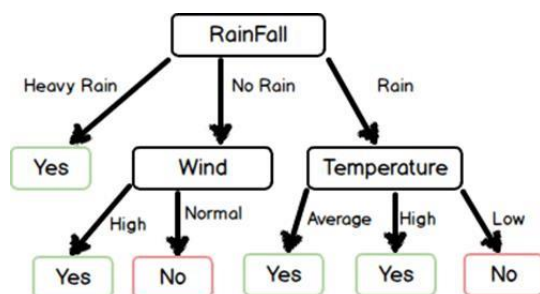 RainFall
Heavy Rain
No Rain
Rain
Yes
Wind
Temperature
High
Normal
Average
High
Low
Yes
No
Yes
Yes
No